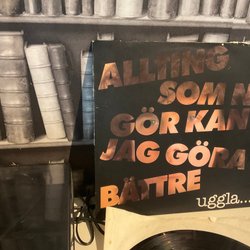 ALLTING
SOM N
GÖR KAN
JAG GÖRA
BÄTTRE
uggla...